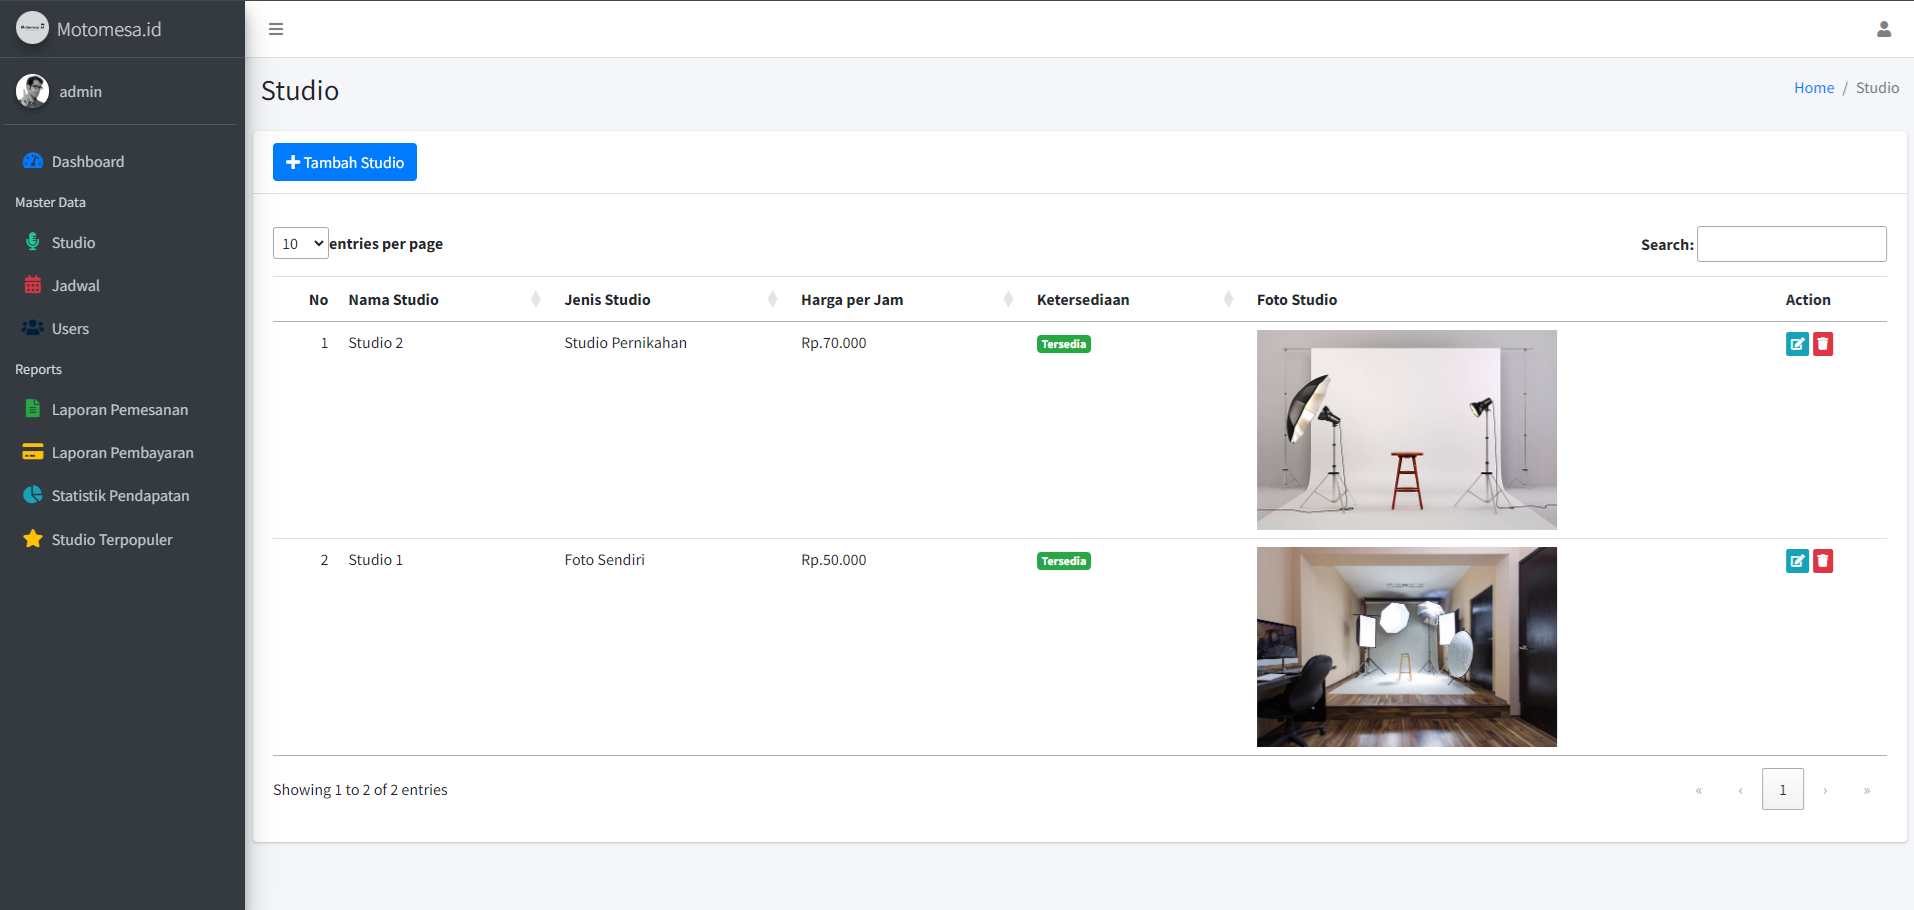 Motomesa.id
admin
Dashboard
Master Data
Studio
Jadwal
Users
Reports
Laporan Pemesanan
Laporan Pembayaran
Statistik Pendapatan
Studio Terpopuler
Studio
Home / Studio
Tambah Studio
10 entries per page
Search:
No Nama Studio Jenis Studio Harga per Jam Ketersediaan Foto Studio Action
1 Studio 2 Studio Pernikahan Rp.70.000 Tersedia
2 Studio 1 Foto Sendiri Rp.50.000 Tersedia
Showing 1 to 2 of 2 entries
« ‹ 1 › »